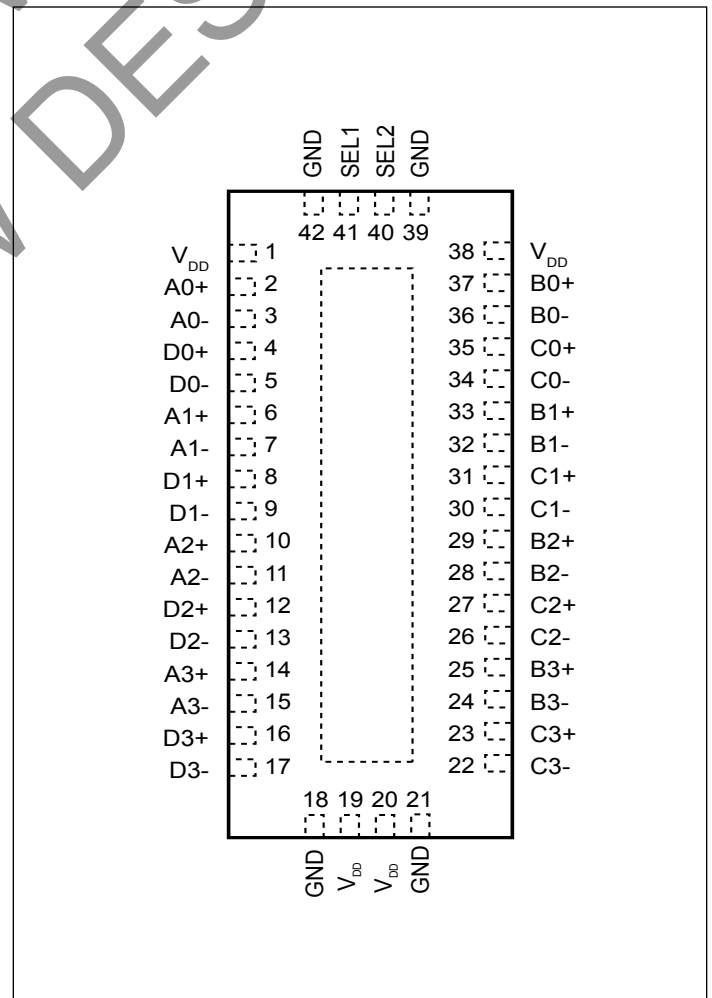 DES
GND SEL1 SEL2 GND
42 41 40 39
VDD 1 38 VDD
A0+ 2 37 B0+
A0- 3 36 B0-
D0+ 4 35 C0+
D0- 5 34 C0-
A1+ 6 33 B1+
A1- 7 32 B1-
D1+ 8 31 C1+
D1- 9 30 C1-
A2+ 10 29 B2+
A2- 11 28 B2-
D2+ 12 27 C2+
D2- 13 26 C2-
A3+ 14 25 B3+
A3- 15 24 B3-
D3+ 16 23 C3+
D3- 17 22 C3-
18 19 20 21
GND VDD VDD GND